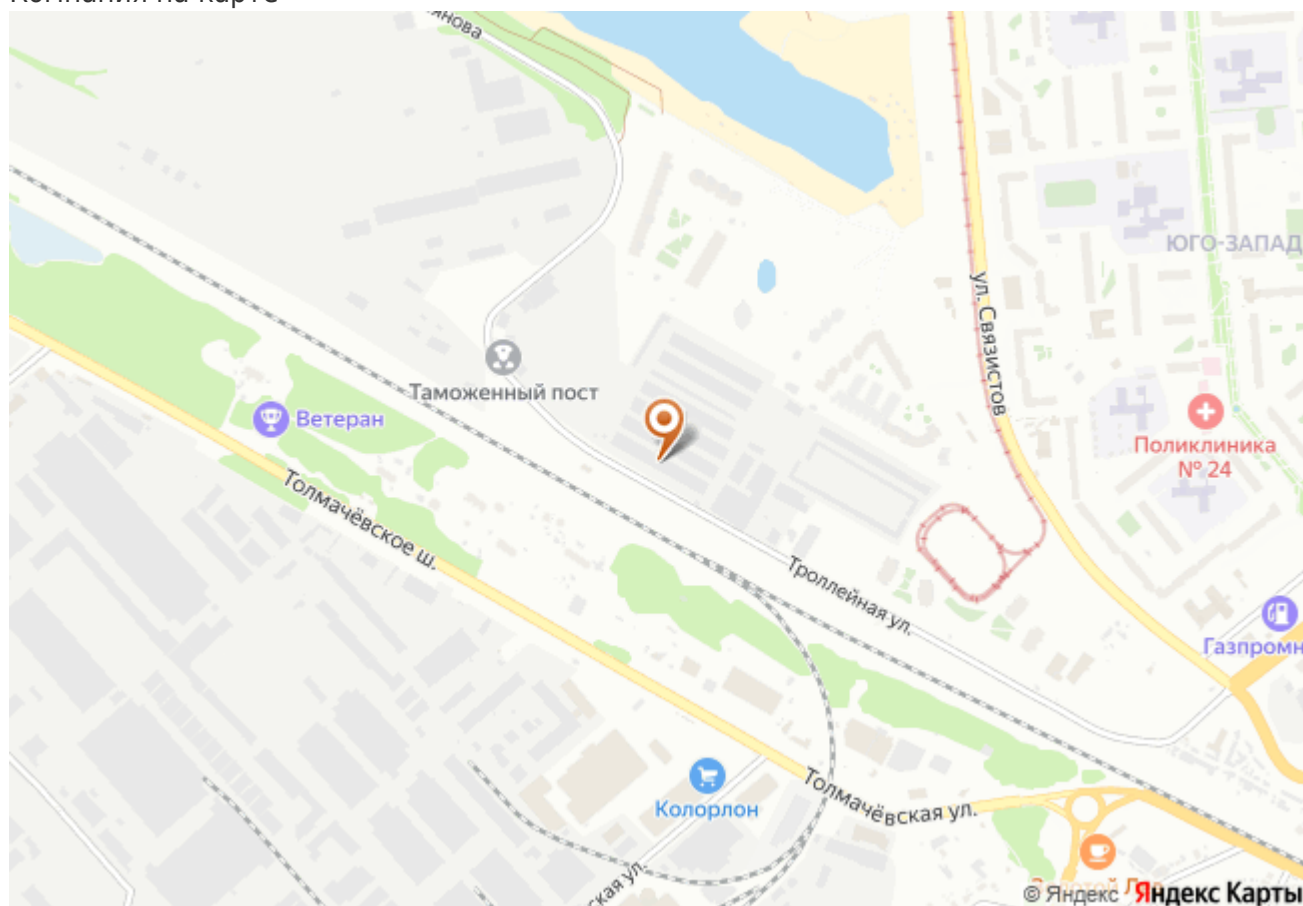 ЮГО-ЗАПАД
ул. Связистов
Таможенный пост
Ветеран
Поликлиника
№ 24
Толмачёвское ш.
Троллейная ул.
Газпромн
Колорлон
Толмачёвская ул.
© Яндекс Яндекс Карты